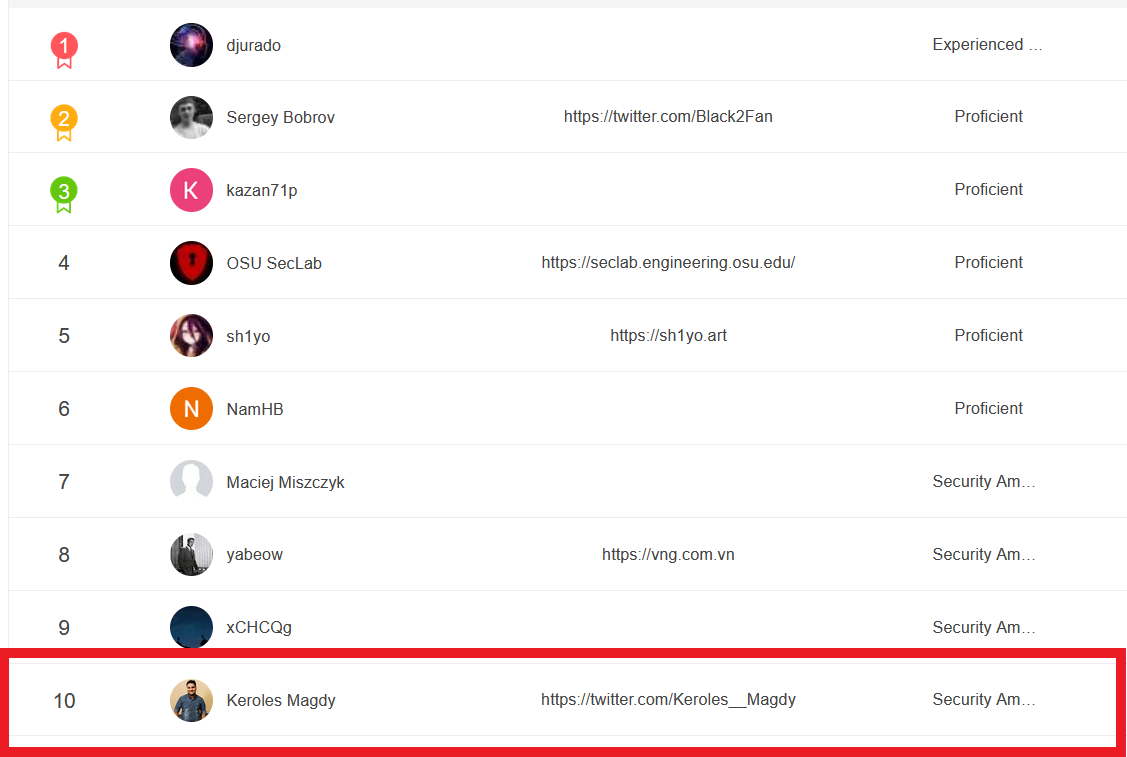 1 djurado Experienced ...
2 Sergey Bobrov https://twitter.com/Black2Fan Proficient
3 K kazan71p Proficient
4 OSU SecLab https://seclab.engineering.osu.edu/ Proficient
5 sh1yo https://sh1yo.art Proficient
6 N NamHB Proficient
7 Maciej Miszczyk Security Am...
8 yabeow https://vng.com.vn Security Am...
9 xCHCQg Security Am...
10 Keroles Magdy https://twitter.com/Keroles__Magdy Security Am...